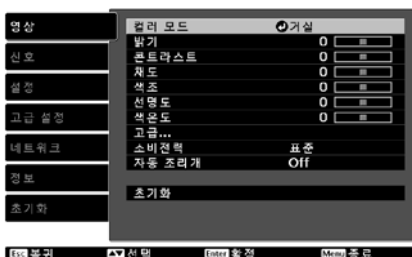 영상
신호
설정
고급 설정
네트워크
정보
초기화
컬러 모드 거실
밝기 0
콘트라스트 0
채도 0
색조 0
선명도 0
색온도 0
고급...
소비전력 표준
자동 조리개 Off
초기화
Esc 복귀 ▲▼ 선택 Enter 확정 Menu 종료